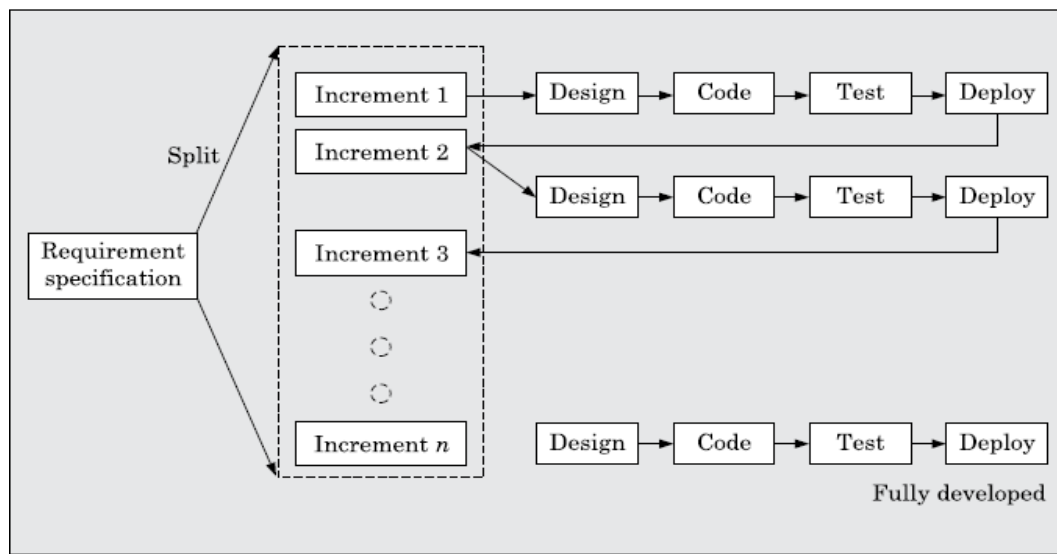 Increment 1
Design
Code
Test
Deploy
Increment 2
Split
Design
Code
Test
Deploy
Requirement
specification
Increment 3
Increment n
Design
Code
Test
Deploy
Fully developed